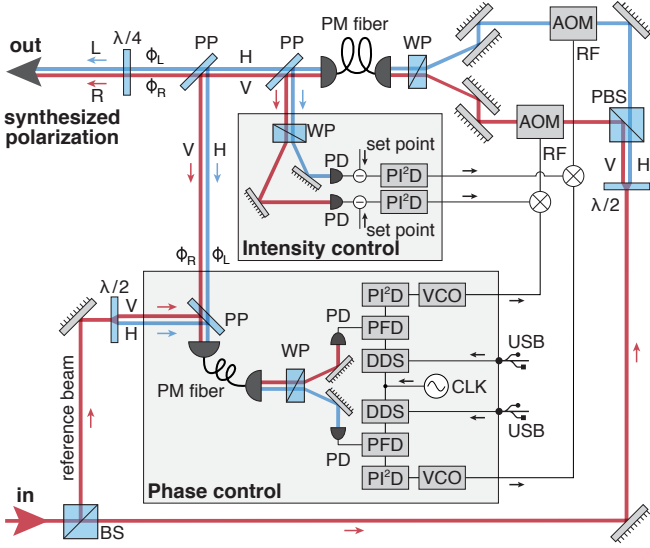 L
λ/4
ϕL
PP
H
PP
PM fiber
WP
AOM
RF
out
R
ϕR
V
synthesized
polarization
PBS
AOM
RF
V
H
λ/2
WP
PD
set point
PI²D
V
H
PD
PI²D
set point
Intensity control
ϕR
ϕL
λ/2
V
H
PP
PI²D
VCO
PD
PFD
WP
DDS
USB
PM fiber
CLK
reference beam
DDS
USB
PD
PFD
PI²D
VCO
Phase control
in
BS